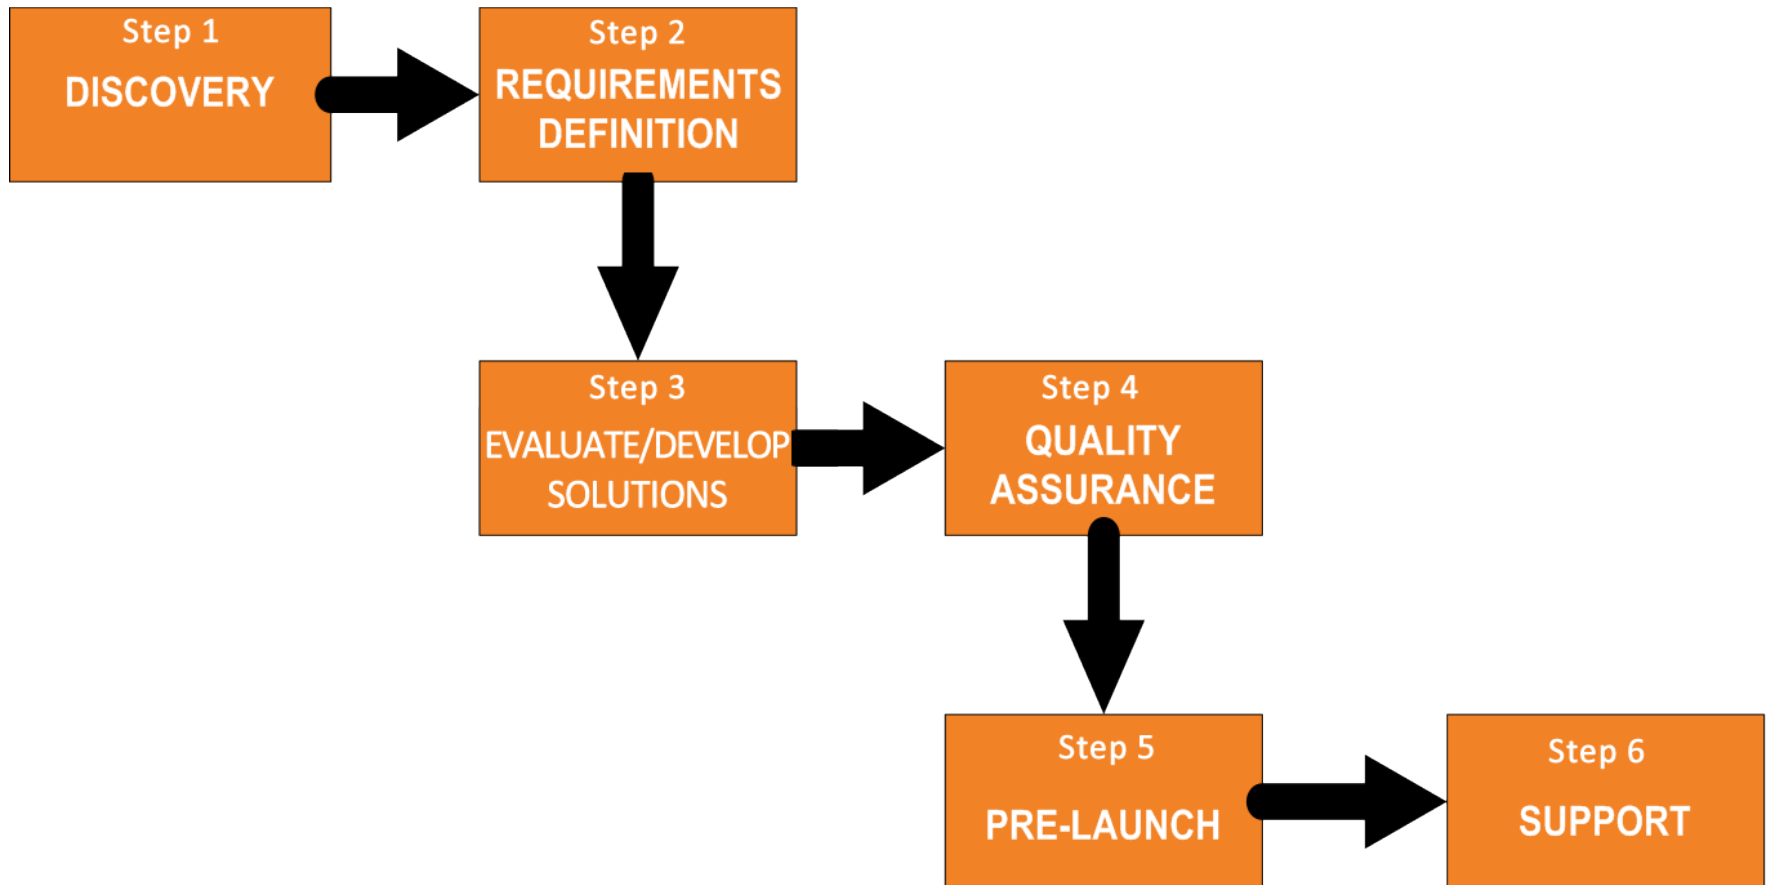 Step 1
DISCOVERY
Step 2
REQUIREMENTS
DEFINITION
Step 3
EVALUATE/DEVELOP
SOLUTIONS
Step 4
QUALITY
ASSURANCE
Step 5
PRE-LAUNCH
Step 6
SUPPORT